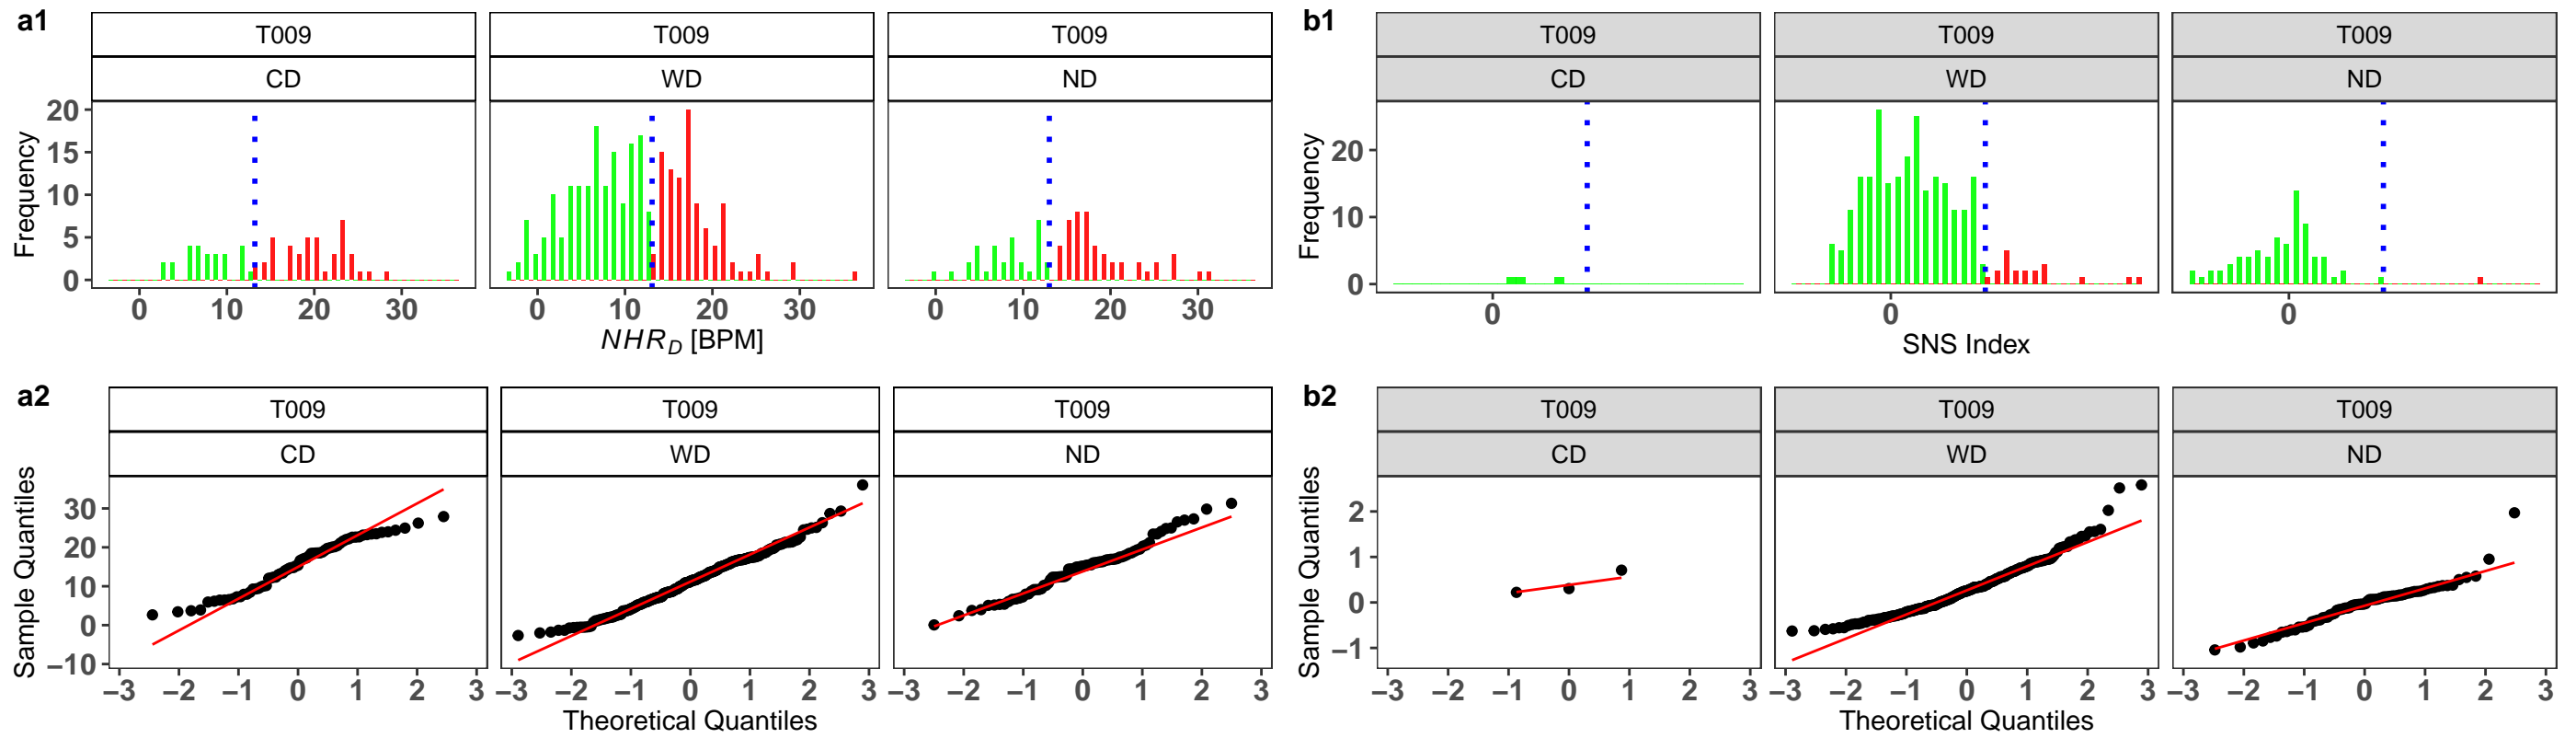 a1
T009 T009 T009
CD WD ND
Frequency
20
15
10
5
0
0 10 20 30 0 10 20 30 0 10 20 30
NHR_D [BPM]
b1
T009 T009 T009
CD WD ND
Frequency
20
10
0
0 0 0
SNS Index
a2
T009 T009 T009
CD WD ND
Sample Quantiles
30
20
10
0
−10
−3 −2 −1 0 1 2 3 −3 −2 −1 0 1 2 3 −3 −2 −1 0 1 2 3
Theoretical Quantiles
b2
T009 T009 T009
CD WD ND
Sample Quantiles
2
1
0
−1
−3 −2 −1 0 1 2 3 −3 −2 −1 0 1 2 3 −3 −2 −1 0 1 2 3
Theoretical Quantiles